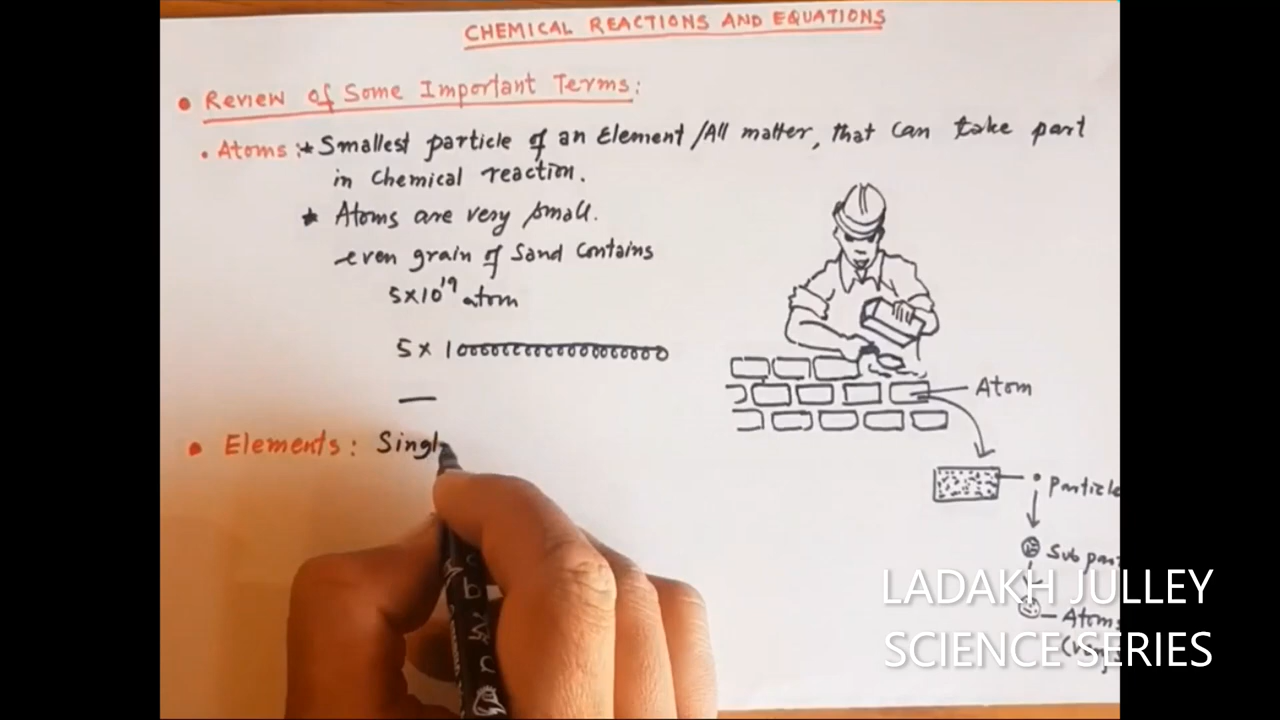 CHEMICAL REACTIONS AND EQUATIONS
• Review of Some Important Terms:
• Atoms: * Smallest particle of an Element /All matter, that can take part
in Chemical reaction.
* Atoms are very small.
even grain of Sand Contains
5×10¹⁹ atom
5 × 10000000000000000000
Atom
• Elements: Singl
Particle
Sub par
Atoms
LADAKH JULLEY
SCIENCE SERIES